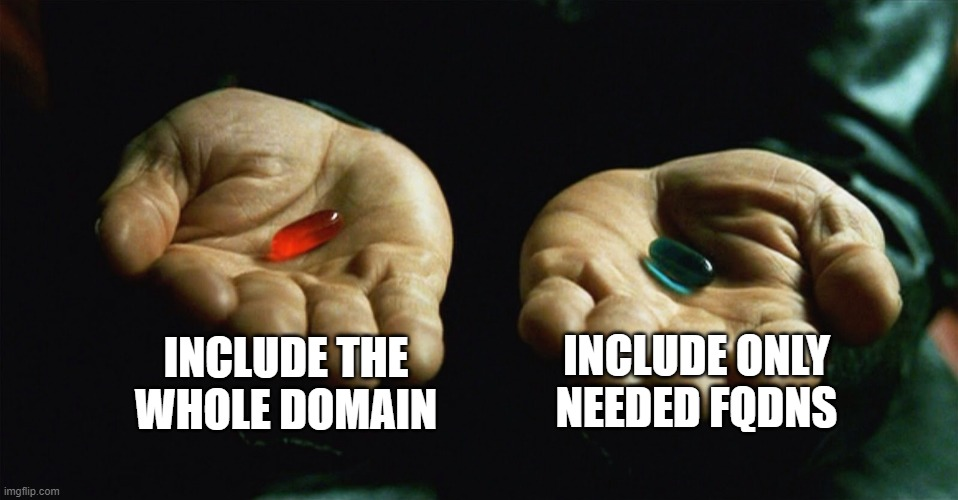 INCLUDE THE
WHOLE DOMAIN
INCLUDE ONLY
NEEDED FQDNS
imgflip.com